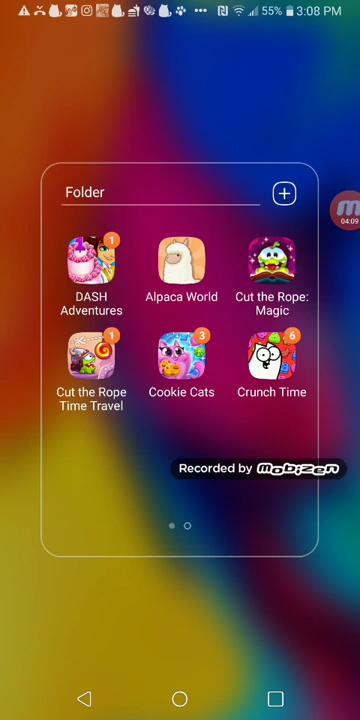 55% 3:08 PM
Folder
04:09
1
1
DASH
Adventures
Alpaca World
Cut the Rope:
Magic
1
3
6
Cut the Rope
Time Travel
Cookie Cats
Crunch Time
Recorded by mobizen